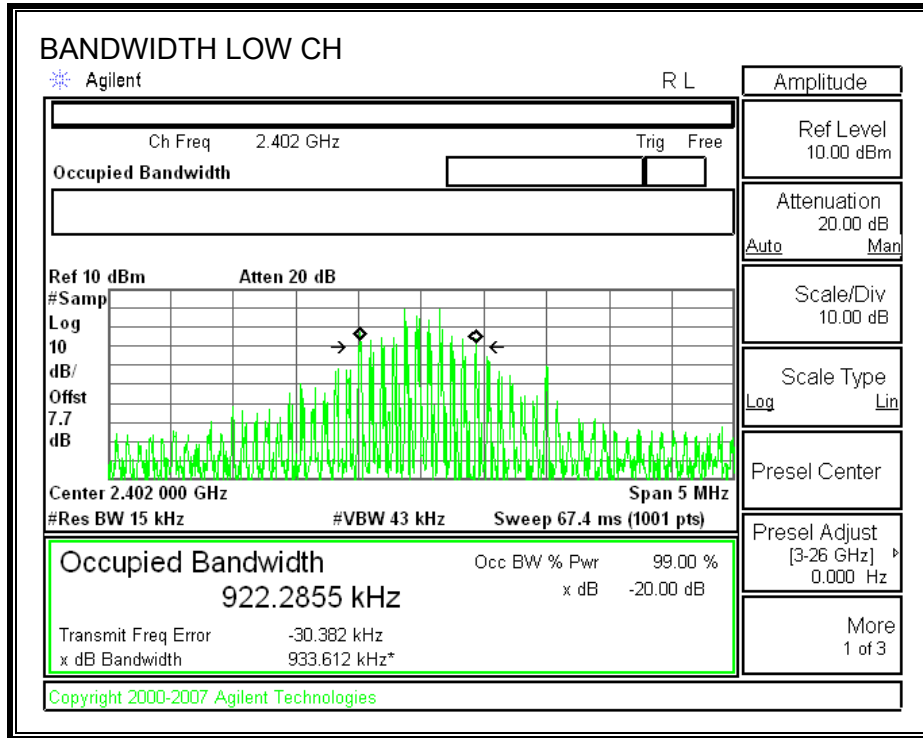 BANDWIDTH LOW CH
Agilent R L
Ch Freq 2.402 GHz Trig Free
Occupied Bandwidth
Ref 10 dBm Atten 20 dB
#Samp
Log
10
dB/
Offst
7.7
dB
Center 2.402 000 GHz Span 5 MHz
#Res BW 15 kHz #VBW 43 kHz Sweep 67.4 ms (1001 pts)
Occupied Bandwidth Occ BW % Pwr 99.00 %
922.2855 kHz x dB -20.00 dB
Transmit Freq Error -30.382 kHz
x dB Bandwidth 933.612 kHz*
Copyright 2000-2007 Agilent Technologies
Amplitude
Ref Level
10.00 dBm
Attenuation
20.00 dB
Auto Man
Scale/Div
10.00 dB
Scale Type
Log Lin
Presel Center
Presel Adjust
[3-26 GHz]
0.000 Hz
More
1 of 3